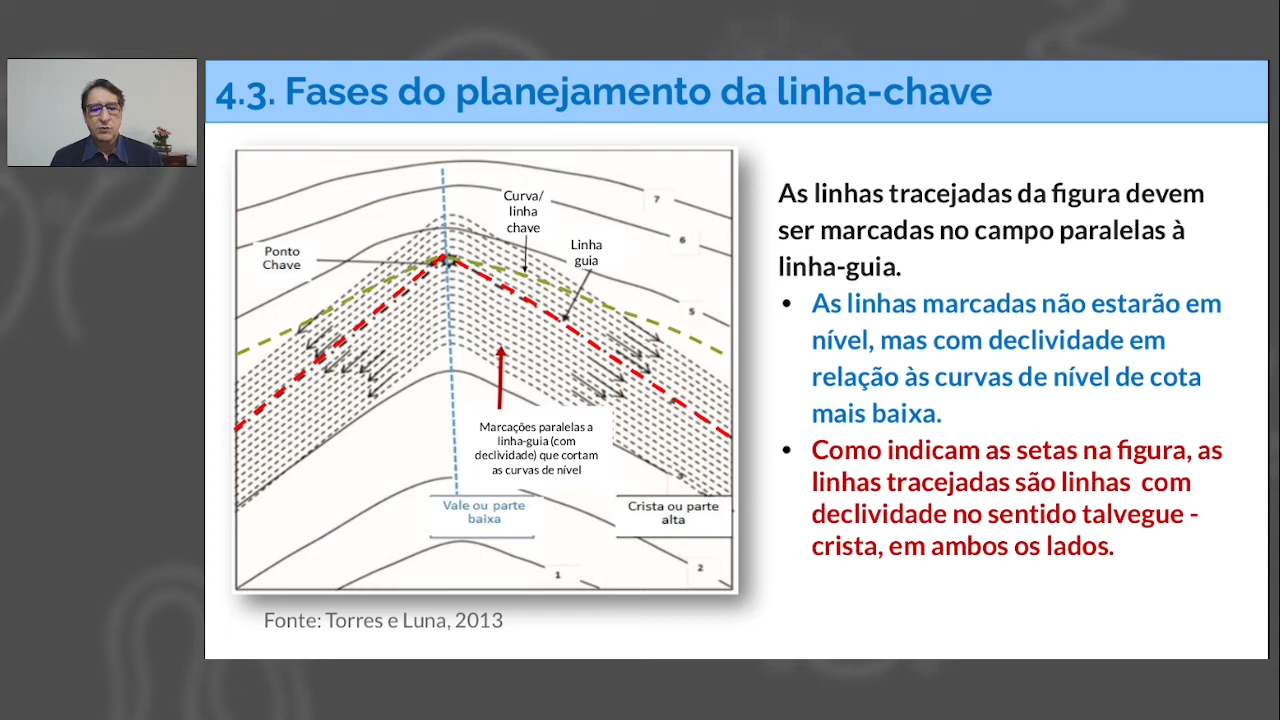 4.3. Fases do planejamento da linha-chave
Curva/
linha
chave
7
Linha
guia
6
Ponto
Chave
5
Marcações paralelas a
linha-guia (com
declividade) que cortam
as curvas de nível
Vale ou parte
baixa
Crista ou parte
alta
1
2
Fonte: Torres e Luna, 2013
As linhas tracejadas da figura devem
ser marcadas no campo paralelas à
linha-guia.
• As linhas marcadas não estarão em
nível, mas com declividade em
relação às curvas de nível de cota
mais baixa.
• Como indicam as setas na figura, as
linhas tracejadas são linhas com
declividade no sentido talvegue -
crista, em ambos os lados.